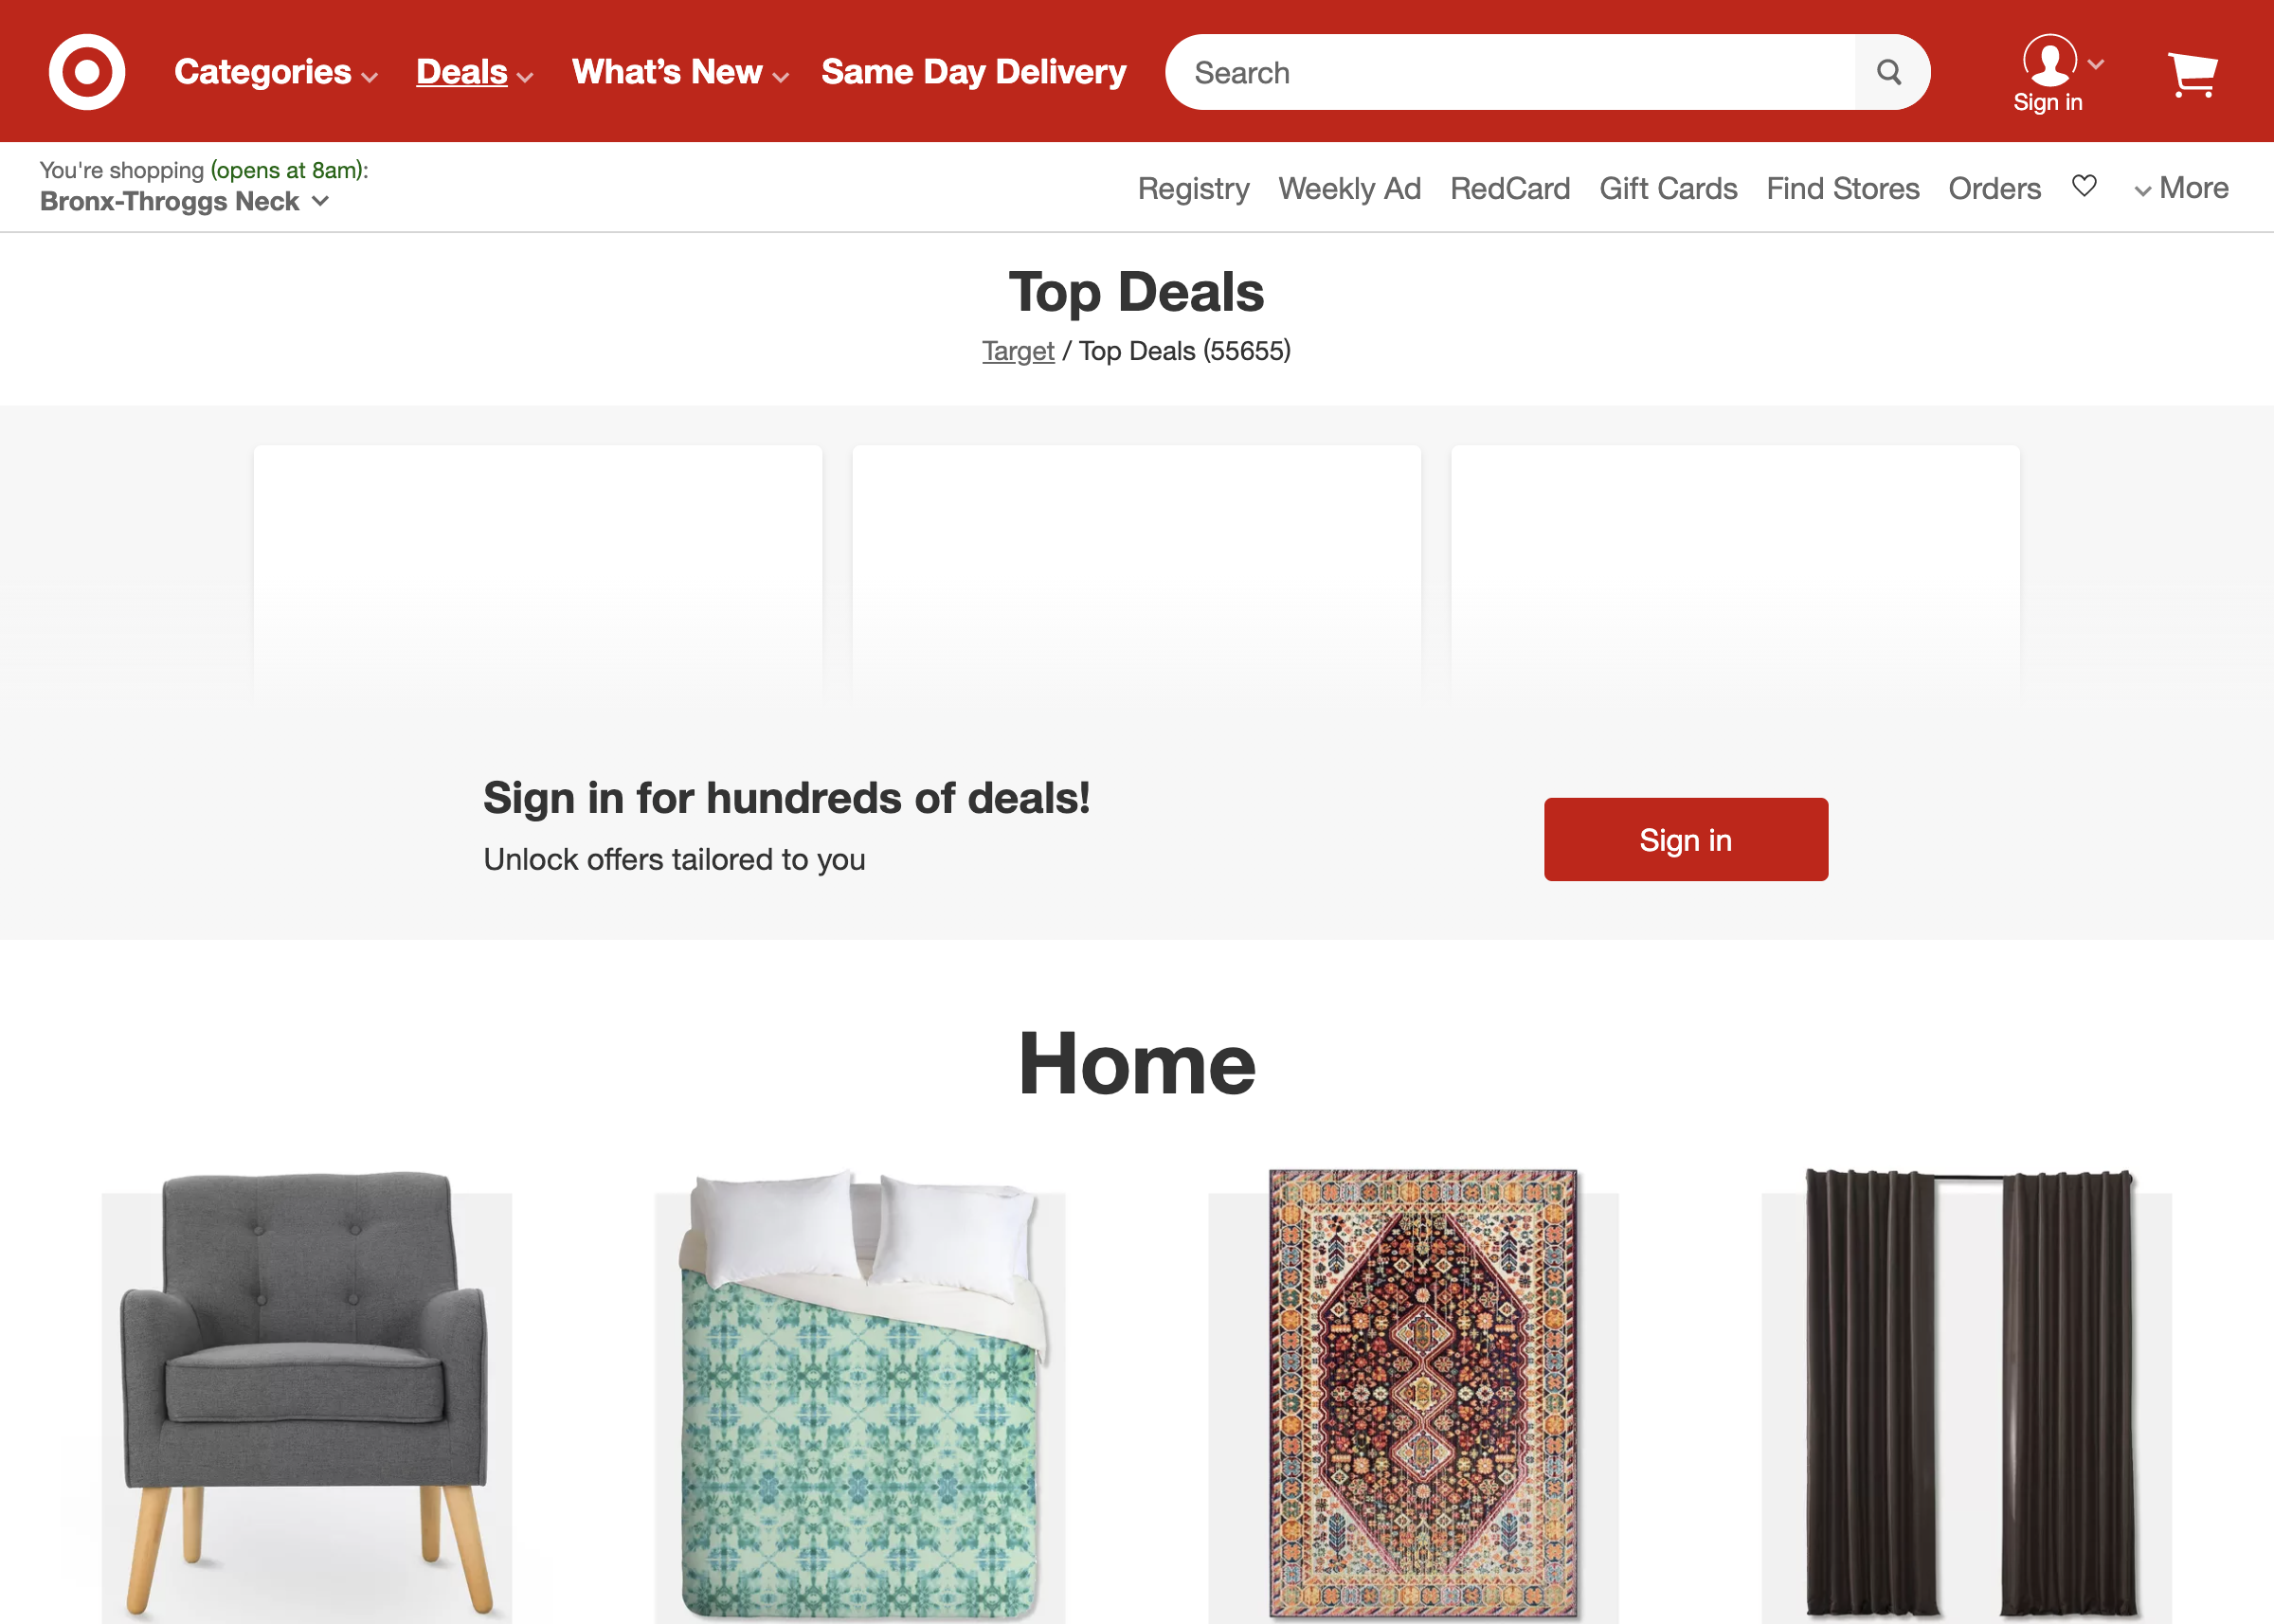 Categories Deals What's New Same Day Delivery Search
Sign in
You're shopping (opens at 8am):
Bronx-Throggs Neck
Registry Weekly Ad RedCard Gift Cards Find Stores Orders More
Top Deals
Target / Top Deals (55655)
Sign in for hundreds of deals!
Unlock offers tailored to you
Sign in
Home